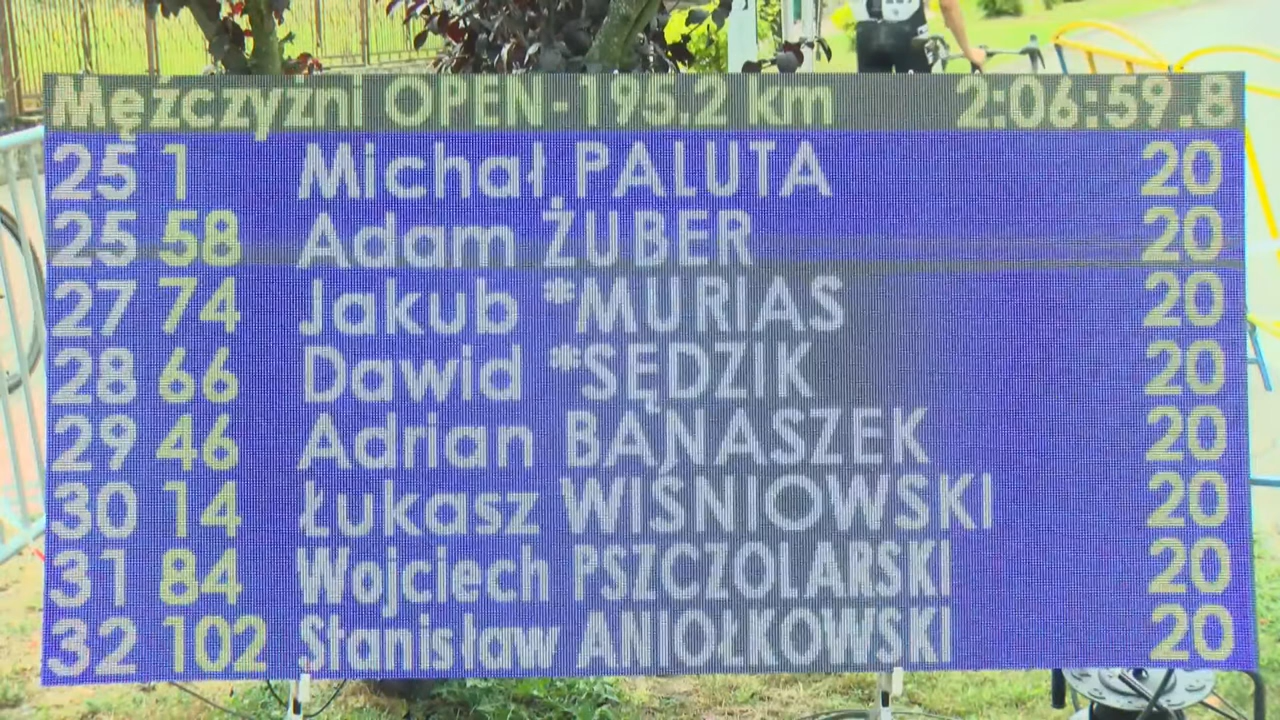 Mężczyźni OPEN - 195.2 km 2:06:59.8
25 1 Michał PALUTA 20
25 58 Adam ŻUBER 20
27 74 Jakub *MURIAS 20
28 66 Dawid *SĘDZIK 20
29 46 Adrian BANASZEK 20
30 14 Łukasz WIŚNIOWSKI 20
31 84 Wojciech PSZCZOLARSKI 20
32 102 Stanisław ANIOŁKOWSKI 20